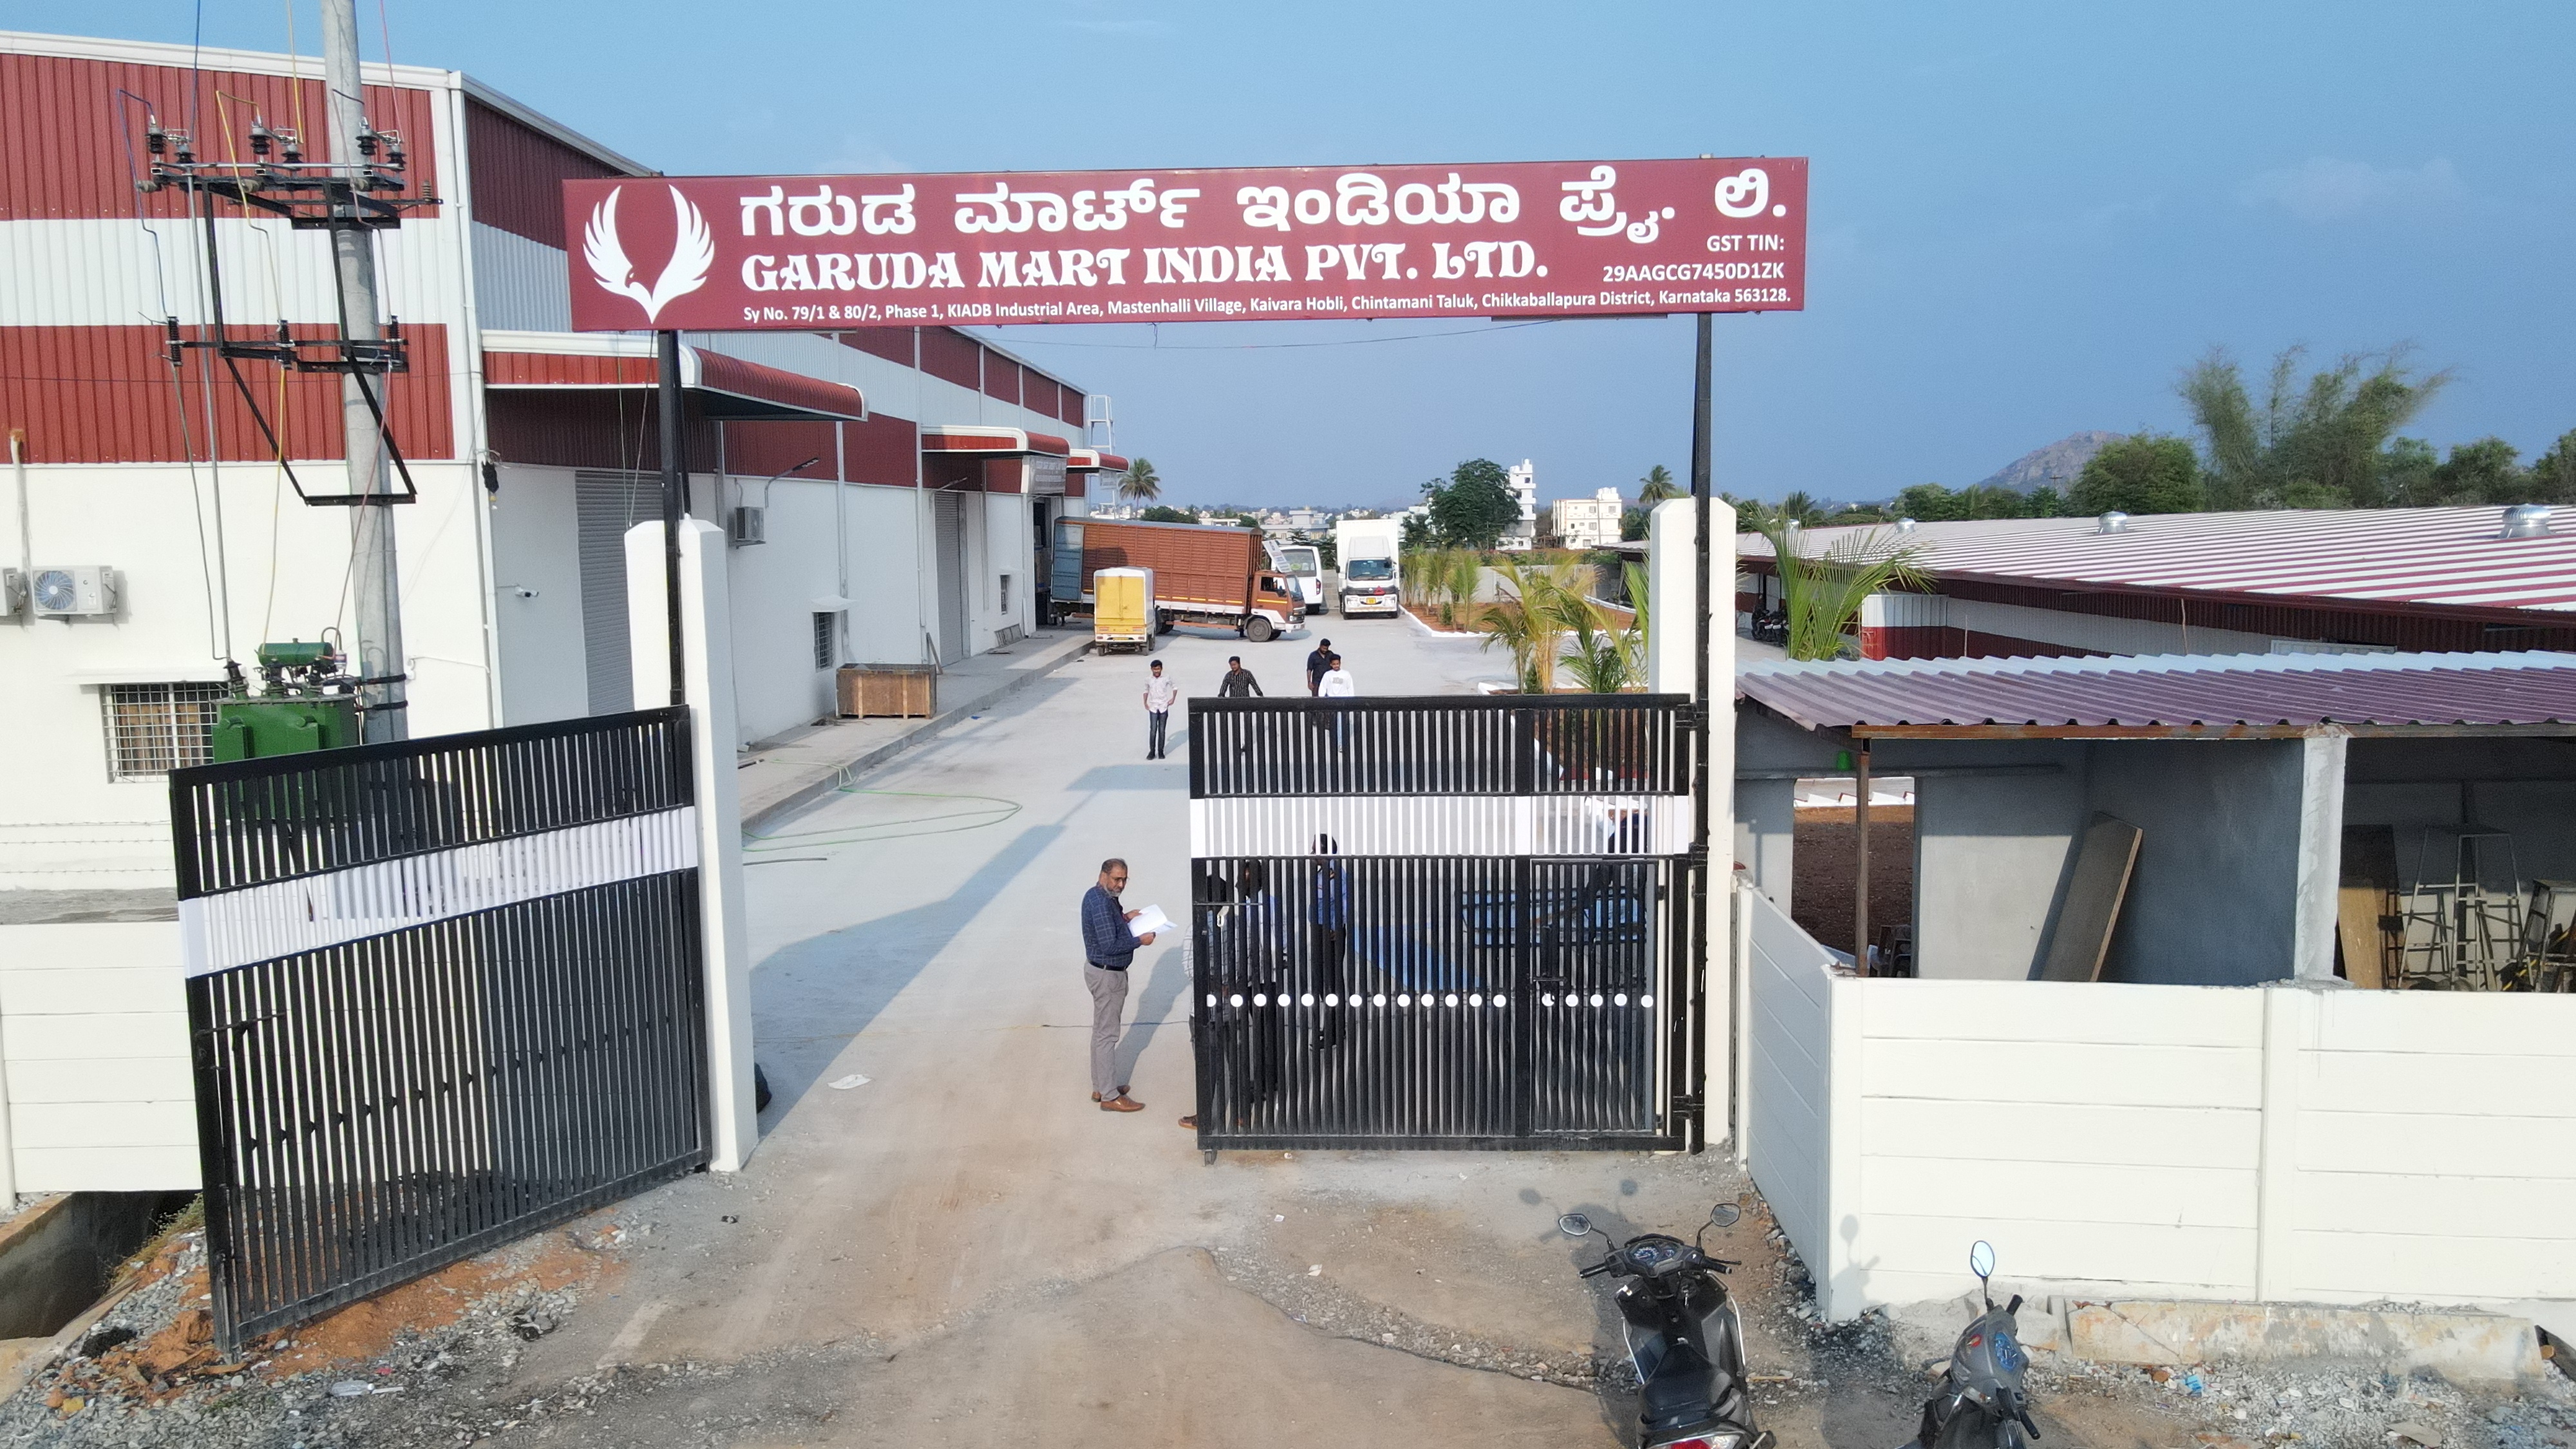 ಗರುಡ ಮಾರ್ಟ್ ಇಂಡಿಯಾ ಪ್ರೈ. ಲಿ.
GARUDA MART INDIA PVT. LTD.
GST TIN:
29AAGCG7450D1ZK
Sy No. 79/1 & 80/2, Phase 1, KIADB Industrial Area, Mastenhalli Village, Kaivara Hobli, Chintamani Taluk, Chikkaballapura District, Karnataka 563128.